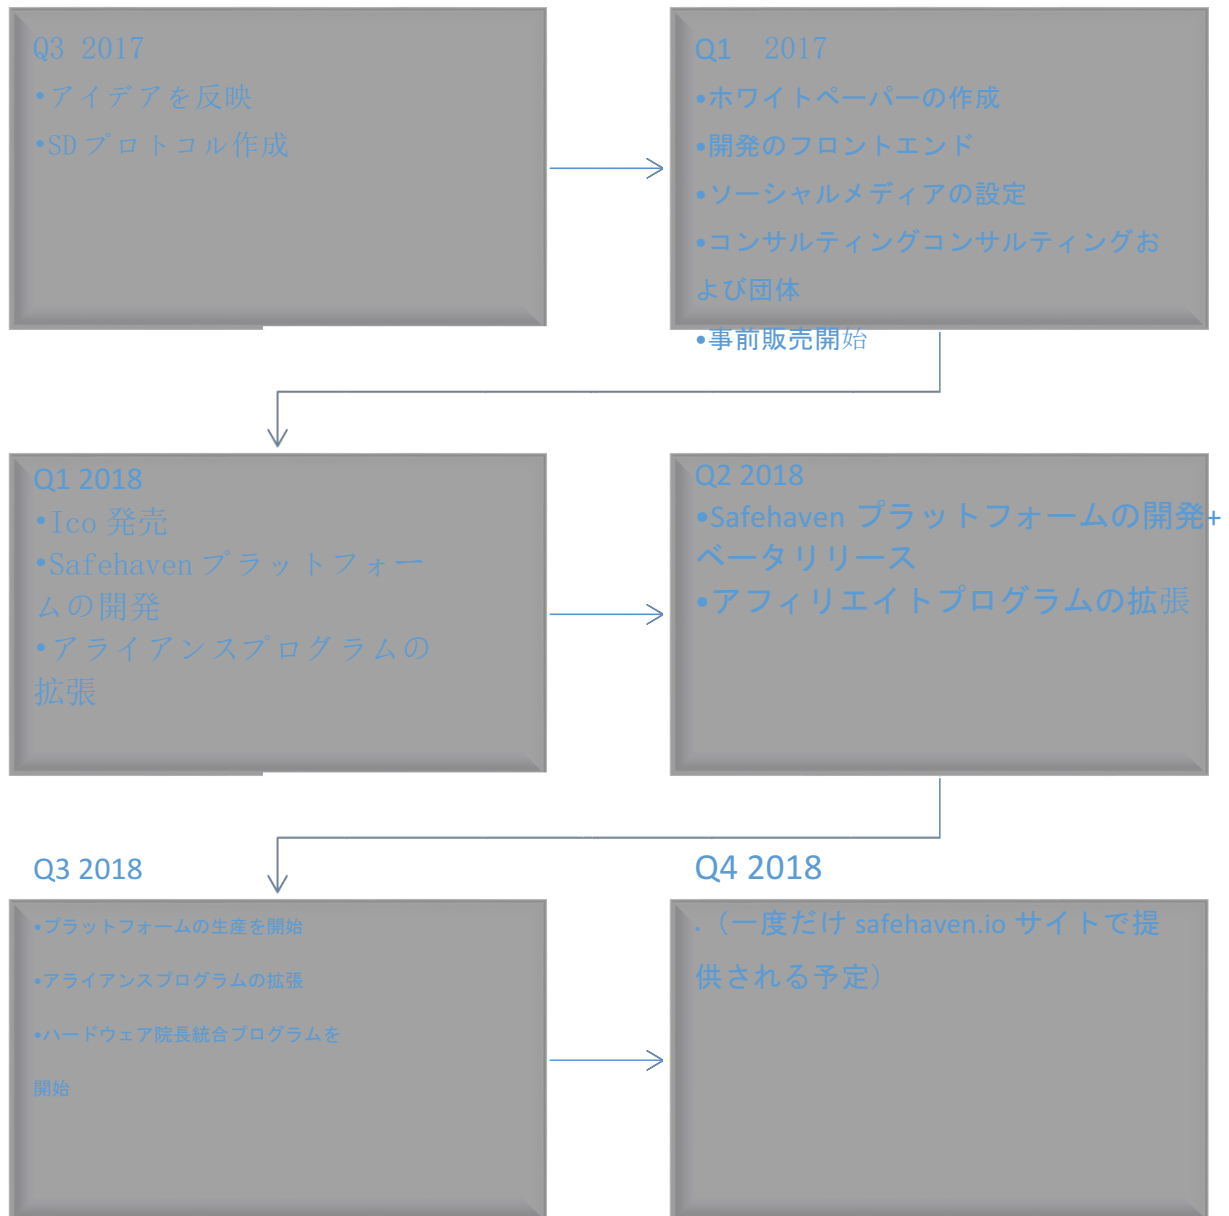 Q3 2017
•アイデアを反映
•SDプロトコル作成
Q1 2017
•ホワイトペーパーの作成
•開発のフロントエンド
•ソーシャルメディアの設定
•コンサルティングコンサルティングお
よび団体
•事前販売開始
Q1 2018
•Ico 発売
•Safehavenプラットフォー
ムの開発
•アライアンスプログラムの
拡張
Q2 2018
•Safehaven プラットフォームの開発+
ベータリリース
•アフィリエイトプログラムの拡張
Q3 2018
•プラットフォームの生産を開始
•アライアンスプログラムの拡張
•ハードウェア院長統合プログラムを
開始
Q4 2018
.（一度だけ safehaven.io サイトで提
供される予定）